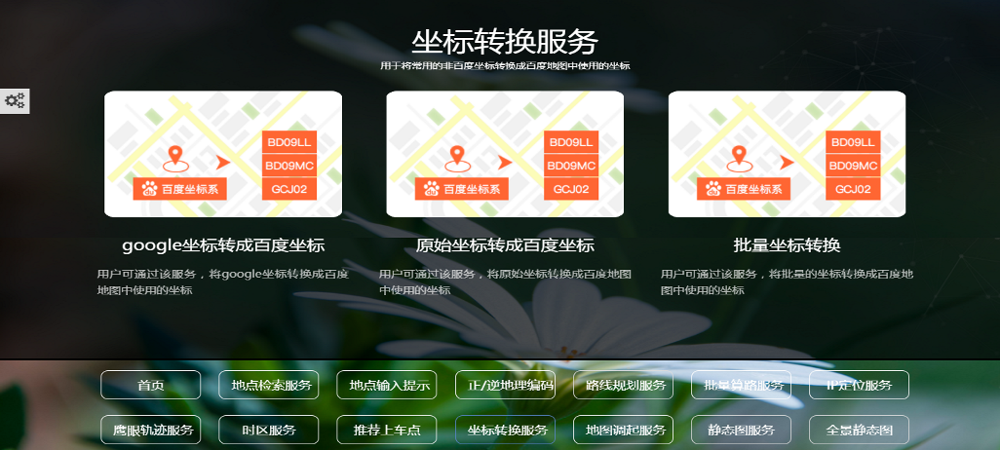 坐标转换服务
用于将常用的非百度坐标转换成百度地图中使用的坐标
BD09LL
BD09MC
百度坐标系
GCJ02
BD09LL
BD09MC
百度坐标系
GCJ02
BD09LL
BD09MC
百度坐标系
GCJ02
google坐标转成百度坐标
用户可通过该服务，将google坐标转换成百度
地图中使用的坐标
原始坐标转成百度坐标
用户可通过该服务，将原始坐标转换成百度地图
中使用的坐标
批量坐标转换
用户可通过该服务，将批量的坐标转换成百度地
图中使用的坐标
首页 地点检索服务 地点输入提示 正/逆地理编码 路线规划服务 批量算路服务 IP定位服务
鹰眼轨迹服务 时区服务 推荐上车点 坐标转换服务 地图调起服务 静态图服务 全景静态图